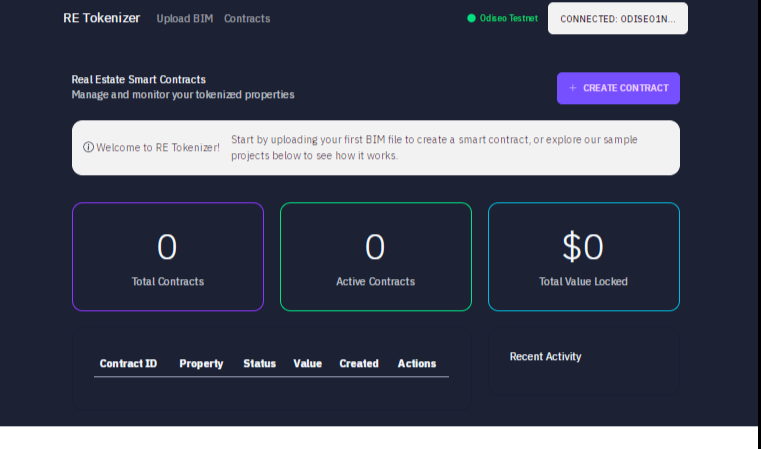 RE Tokenizer Upload BIM Contracts Odiseo Testnet CONNECTED: ODISEO1N...
Real Estate Smart Contracts
Manage and monitor your tokenized properties
+ CREATE CONTRACT
Welcome to RE Tokenizer!
Start by uploading your first BIM file to create a smart contract, or explore our sample
projects below to see how it works.
0
Total Contracts
0
Active Contracts
$0
Total Value Locked
Contract ID Property Status Value Created Actions
Recent Activity